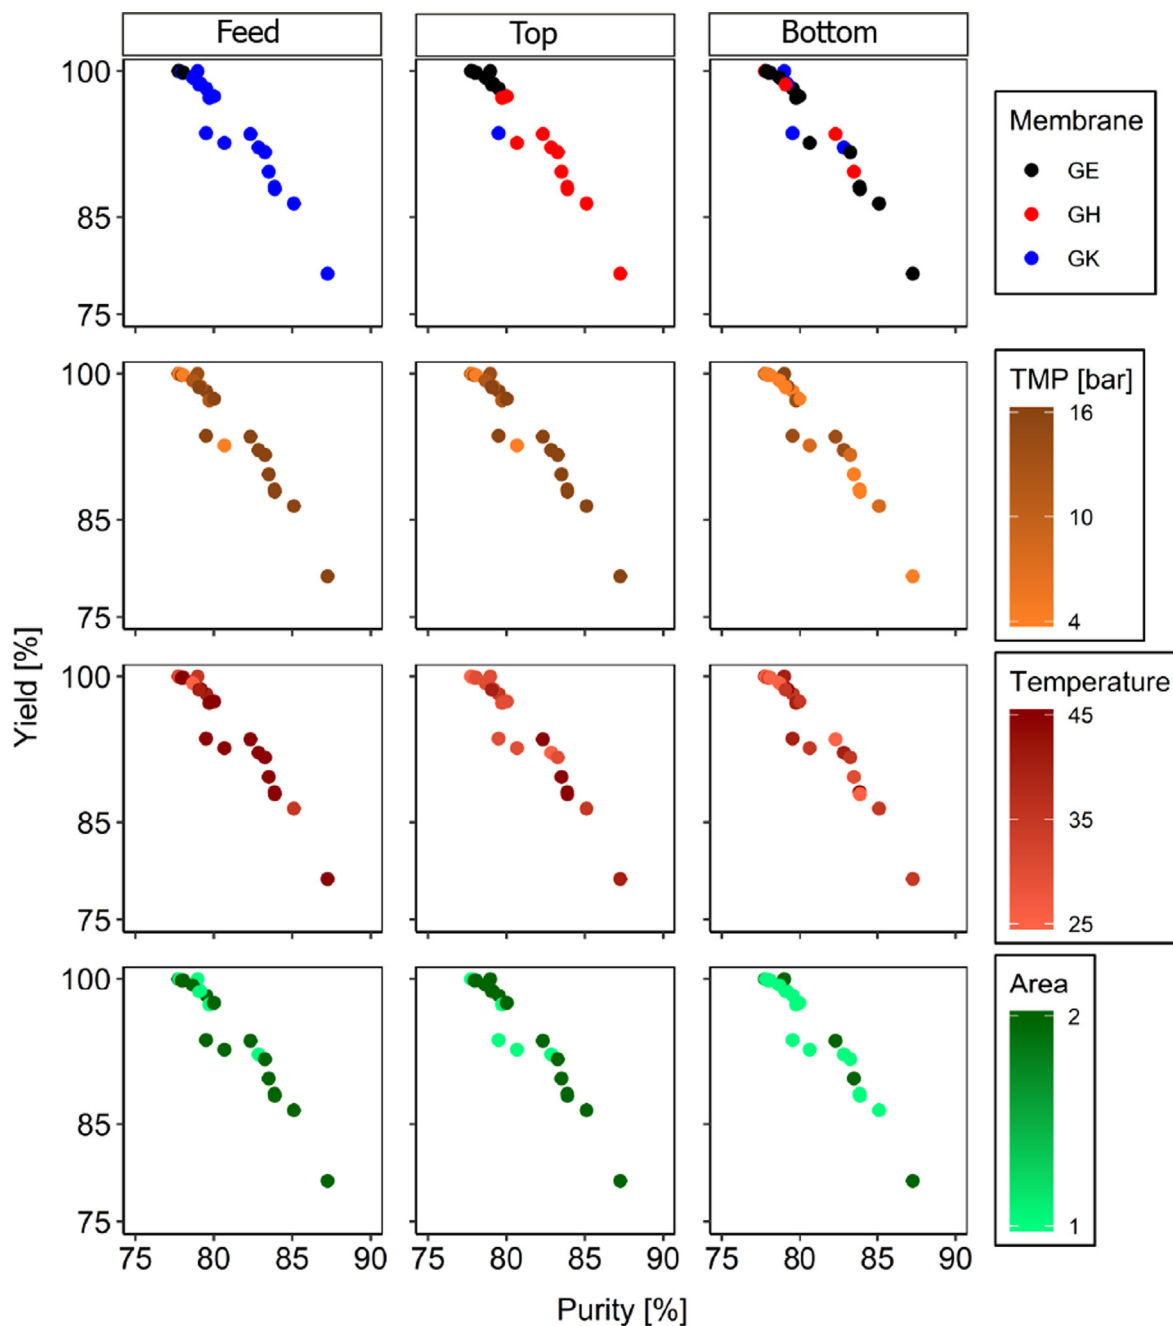 Feed Top Bottom
100
85
75
Membrane
GE
GH
GK
100
85
75
TMP [bar]
16
10
4
Yield [%]
100
85
75
Temperature
45
35
25
100
85
75
Area
2
1
75 80 85 90 75 80 85 90 75 80 85 90
Purity [%]